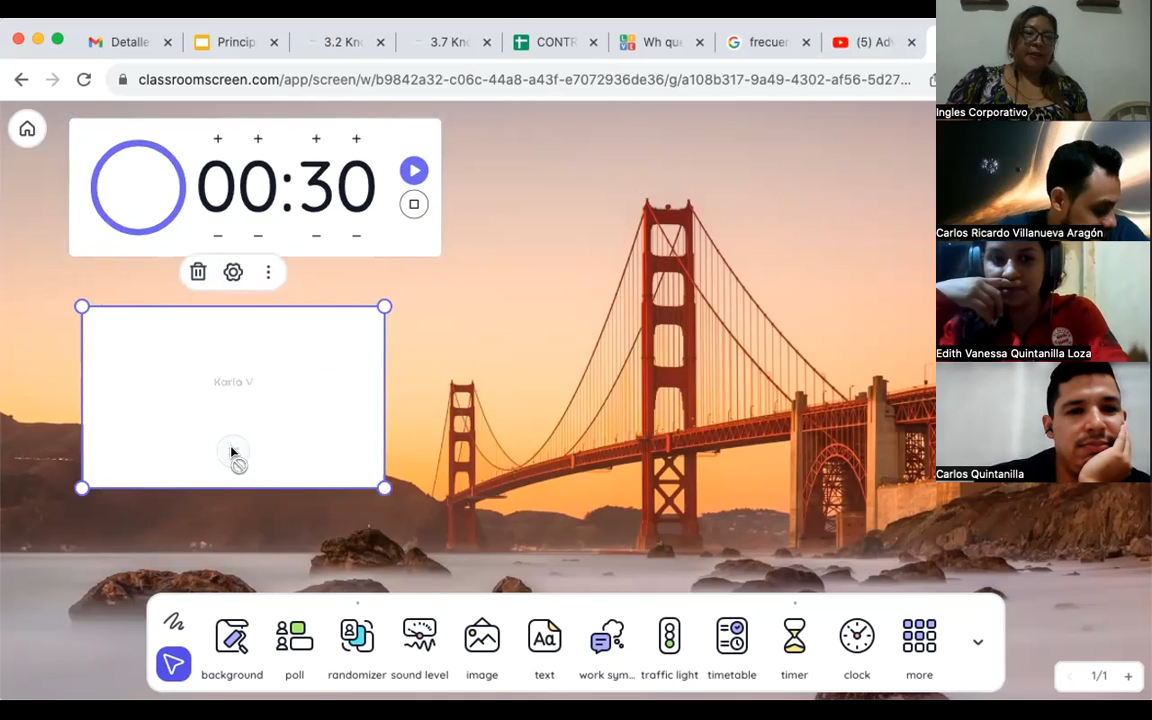 Detalle
Princip
3.2 Kn
3.7 Kn
CONTR
Wh que
frecuer
(5) Ad
classroomscreen.com/app/screen/w/b9842a32-c06c-44a8-a43f-e7072936de36/g/a108b317-9a49-4302-af56-5d27...
00:30
Karla V
background
poll
randomizer
sound level
image
text
work sym...
traffic light
timetable
timer
clock
more
1/1
Ingles Corporativo
Carlos Ricardo Villanueva Aragón
Edith Vanessa Quintanilla Loza
Carlos Quintanilla